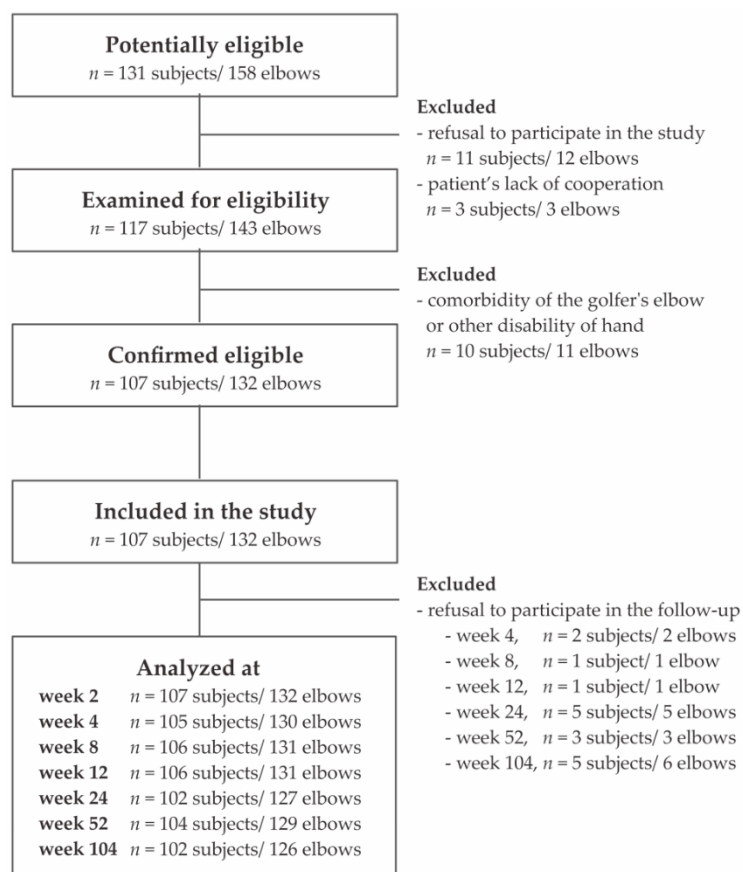 Potentially eligible
n = 131 subjects/ 158 elbows
Excluded
- refusal to participate in the study
n = 11 subjects/ 12 elbows
- patient's lack of cooperation
n = 3 subjects/ 3 elbows
Examined for eligibility
n = 117 subjects/ 143 elbows
Excluded
- comorbidity of the golfer's elbow
or other disability of hand
n = 10 subjects/ 11 elbows
Confirmed eligible
n = 107 subjects/ 132 elbows
Included in the study
n = 107 subjects/ 132 elbows
Excluded
- refusal to participate in the follow-up
- week 4, n = 2 subjects/ 2 elbows
- week 8, n = 1 subject/ 1 elbow
- week 12, n = 1 subject/ 1 elbow
- week 24, n = 5 subjects/ 5 elbows
- week 52, n = 3 subjects/ 3 elbows
- week 104, n = 5 subjects/ 6 elbows
Analyzed at
week 2 n = 107 subjects/ 132 elbows
week 4 n = 105 subjects/ 130 elbows
week 8 n = 106 subjects/ 131 elbows
week 12 n = 106 subjects/ 131 elbows
week 24 n = 102 subjects/ 127 elbows
week 52 n = 104 subjects/ 129 elbows
week 104 n = 102 subjects/ 126 elbows